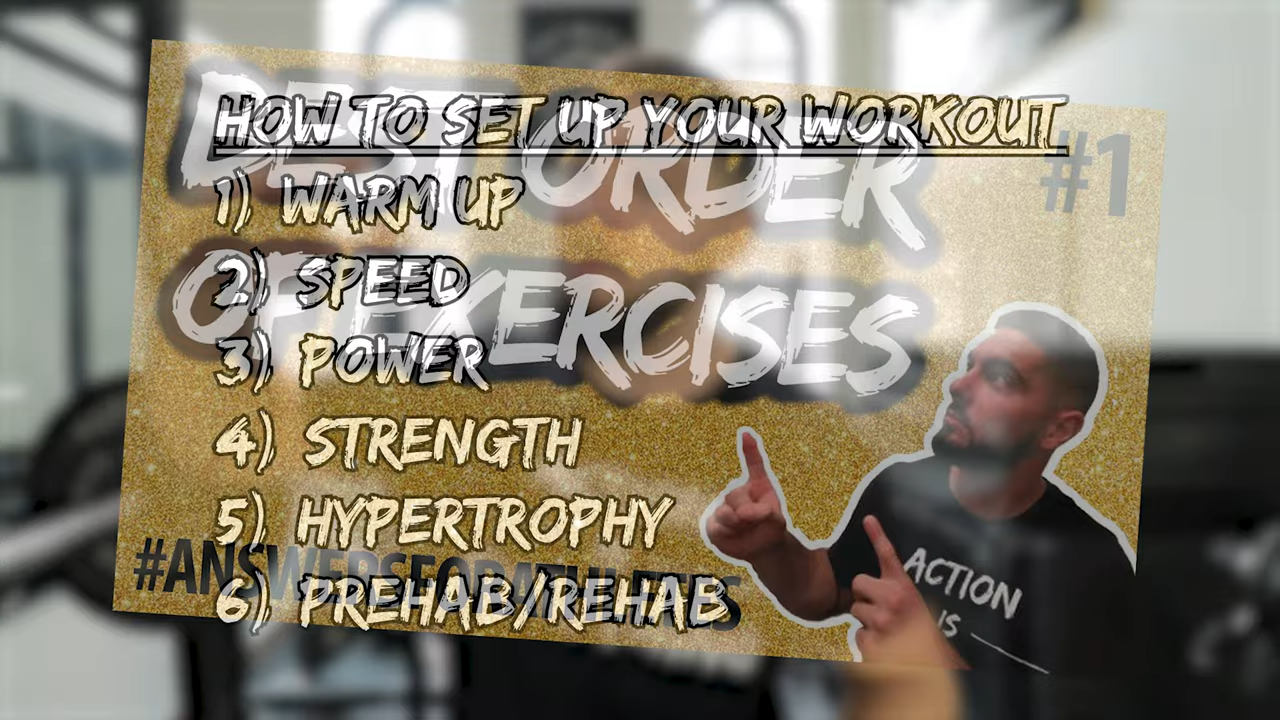 HOW TO SET UP YOUR WORKOUT
1) WARM UP
2) SPEED
3) POWER
4) STRENGTH
5) HYPERTROPHY
6) PREHAB/REHAB
BEST ORDER
OF EXERCISES
#1
#ANSWERSFORATHLETES
ACTION
IS